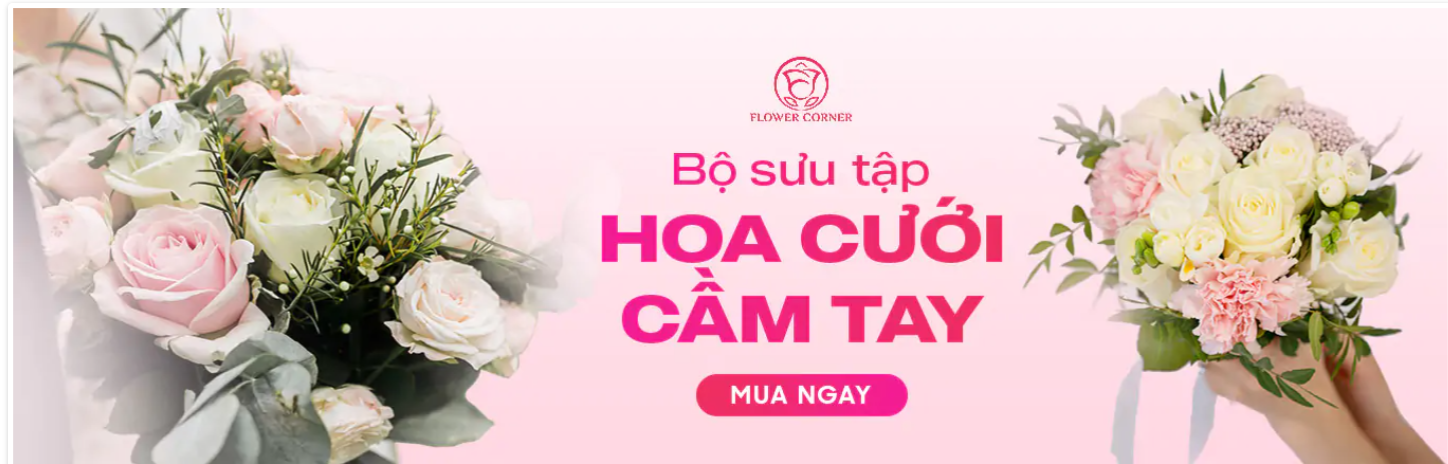 FLOWER CORNER
Bộ sưu tập
HOA CƯỚI
CẦM TAY
MUA NGAY